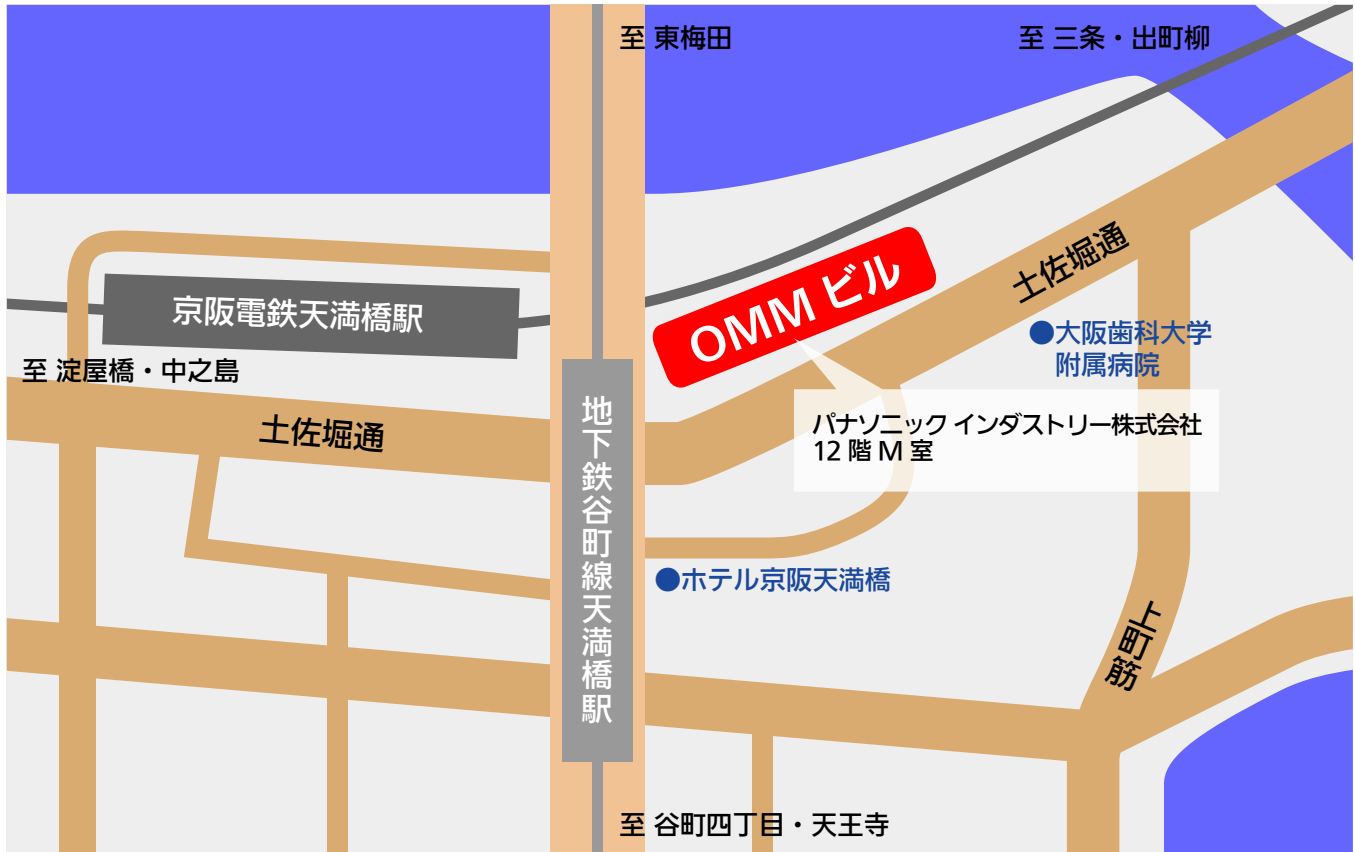 至 東梅田
至 三条・出町柳
土佐堀通
OMM ビル
京阪電鉄天満橋駅
●大阪歯科大学
附属病院
至 淀屋橋・中之島
土佐堀通
地下鉄谷町線天満橋駅
パナソニック インダストリー株式会社
12 階 M 室
●ホテル京阪天満橋
上町筋
至 谷町四丁目・天王寺